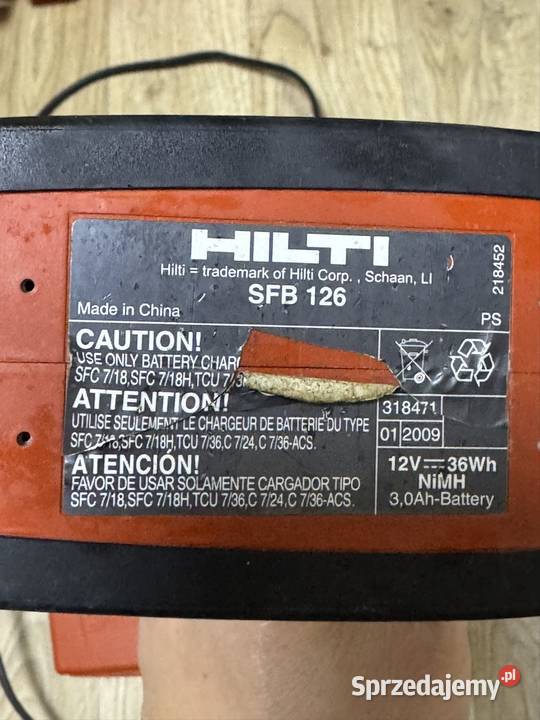 HILTI
Hilti = trademark of Hilti Corp. , Schaan, LI
SFB 126
218452
Made in China
PS
CAUTION!
USE ONLY BATTERY
SFC 7/18,SFC 7/18H,TCU
ATTENTION!
UTILISE SEULEMENT LE CHARGEUR DE BATTERIE DU TYPE
SFC 7/18,SFC 7/18H,TCU 7/36,C 7/24, C 7/36-ACS.
ATENCIÓN!
FAVOR DE USAR SOLAMENTE CARGADOR TIPO
SFC 7/18,SFC 7/18H,TCU 7/36,C 7/24, C 7/36-ACS.
318471
01 2009
12V⎓36Wh
NiMH
3,0Ah-Battery
Sprzedajemy.pl